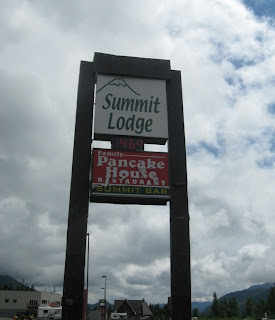 Summit
Lodge
Family
Pancake
House
RESTAURANT
SUMMIT BAR